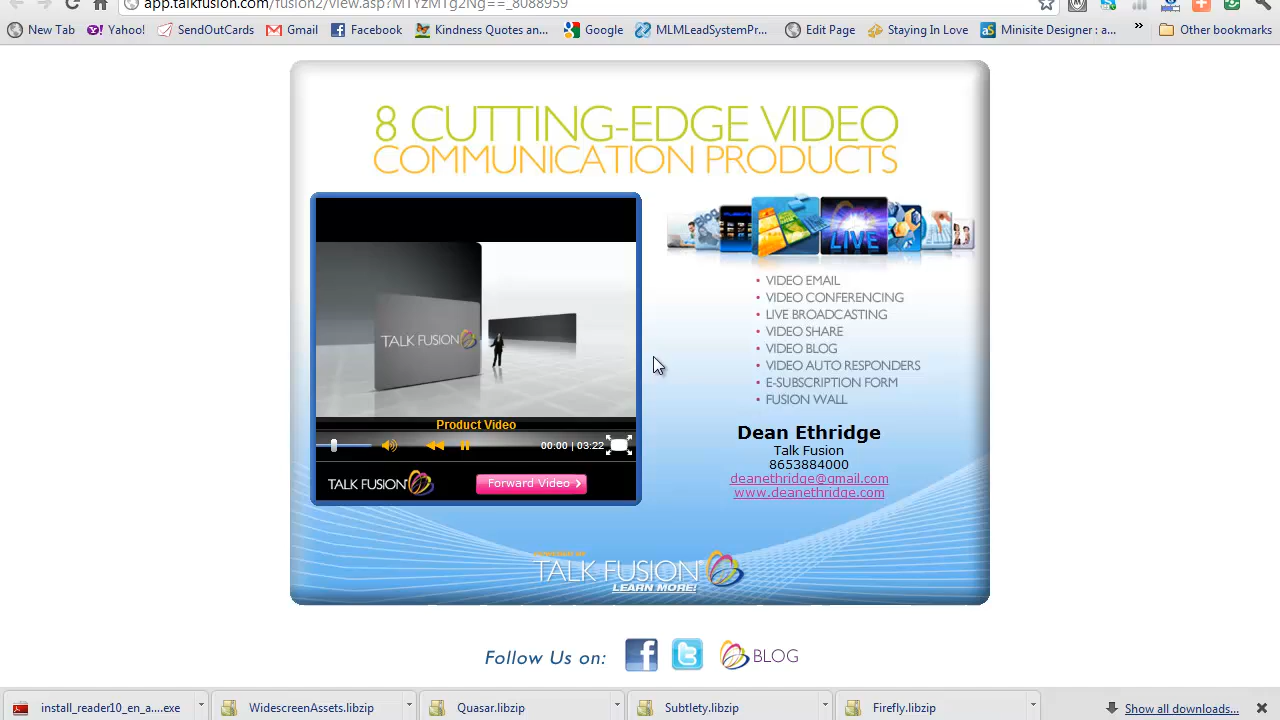 app.talkfusion.com/fusion2/view.asp?MTYzMTg2Ng==_8088959
New Tab Yahoo! SendOutCards Gmail Facebook Kindness Quotes an... Google MLMLeadSystemPr... Edit Page Staying In Love Minisite Designer : a... » Other bookmarks
8 CUTTING-EDGE VIDEO
COMMUNICATION PRODUCTS
Blog
LIVE
TALK FUSION
• VIDEO EMAIL
• VIDEO CONFERENCING
• LIVE BROADCASTING
• VIDEO SHARE
• VIDEO BLOG
• VIDEO AUTO RESPONDERS
• E-SUBSCRIPTION FORM
• FUSION WALL
Product Video
00:00 | 03:22
TALK FUSION
Forward Video
Dean Ethridge
Talk Fusion
8653884000
deanethridge@gmail.com
www.deanethridge.com
TALK FUSION
LEARN MORE!
Follow Us on: BLOG
install_reader10_en_a....exe WidescreenAssets.libzip Quasar.libzip Subtlety.libzip Firefly.libzip Show all downloads...